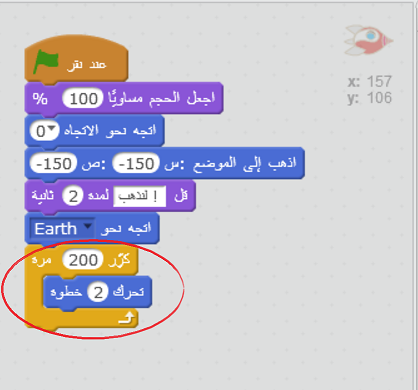 عند نقر
x: 157
y: 106
اجعل الحجم مساويًا 100 %
اتجه نحو الاتجاه 0
اذهب إلى الموضع :س -150 :ص -150
قل لنذهب ! لمدة 2 ثانية
اتجه نحو Earth
كرّر 200 مرة
تحرك 2 خطوة